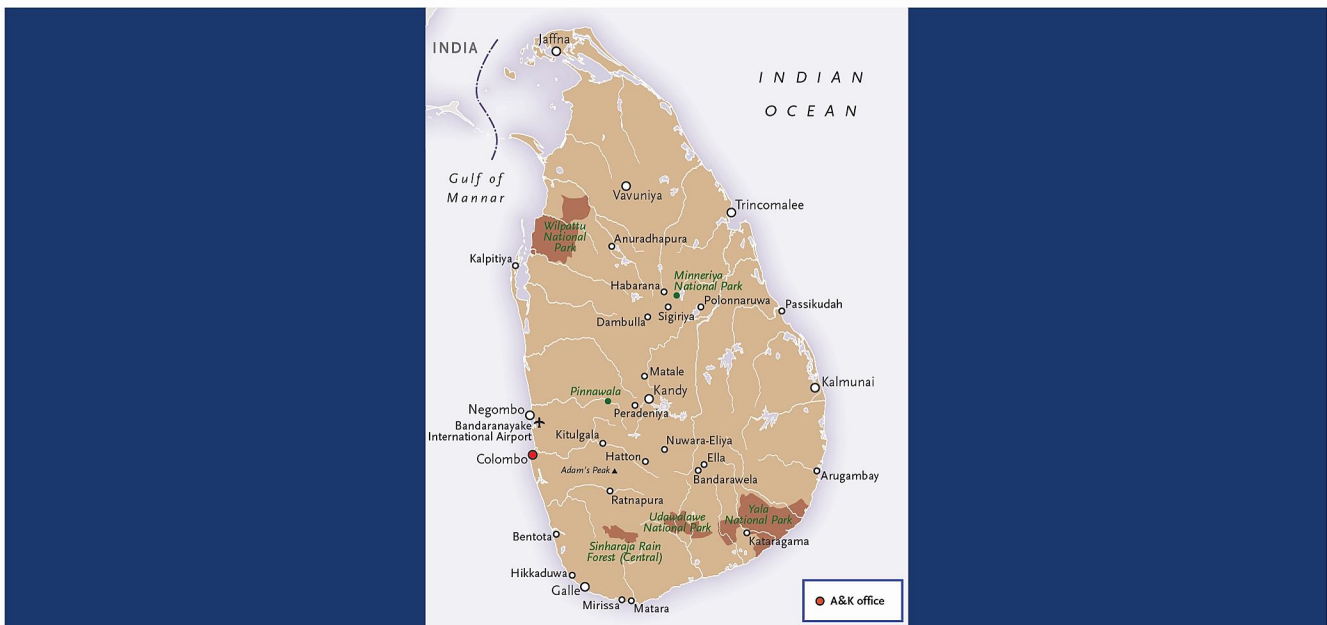 Jaffna
INDIA
INDIAN
OCEAN
Gulf of
Mannar
Vavuniya
Trincomalee
Wilpattu
National
Park
Anuradhapura
Kalpitiya
Minneriya
National Park
Habarana
Polonnaruwa
Passikudah
Sigiriya
Dambulla
Matale
Kalmunai
Pinnawala
Kandy
Negombo
Peradeniya
Bandaranayake
International Airport
Kitulgala
Nuwara-Eliya
Colombo
Hatton
Ella
Adam's Peak
Bandarawela
Arugambay
Ratnapura
Udawalawe
National Park
Yala
National Park
Bentota
Kataragama
Sinharaja Rain
Forest (Central)
Hikkaduwa
Galle
Mirissa
Matara
A&K office